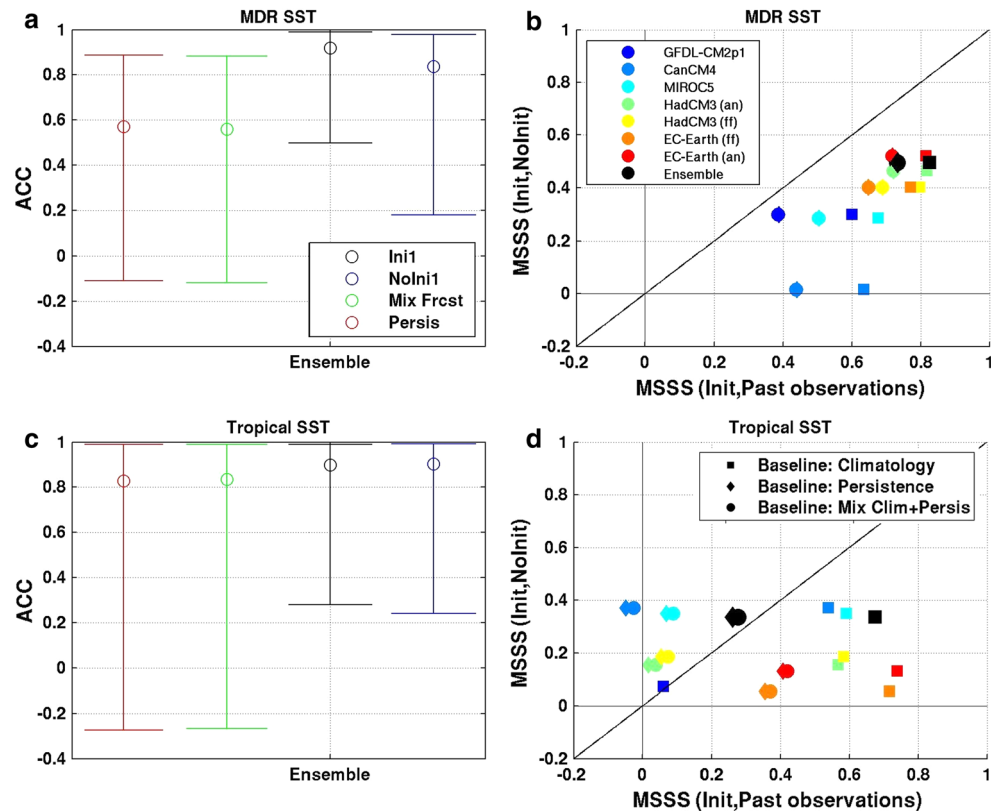 a
MDR SST
1
0.8
0.6
0.4
0.2
0
-0.2
-0.4
ACC
Ini1
NoIni1
Mix Frcst
Persis
Ensemble
b
MDR SST
1
0.8
0.6
0.4
0.2
0
-0.2
MSSS (Init,NoInit)
GFDL-CM2p1
CanCM4
MIROC5
HadCM3 (an)
HadCM3 (ff)
EC-Earth (ff)
EC-Earth (an)
Ensemble
-0.2 0 0.2 0.4 0.6 0.8 1
MSSS (Init,Past observations)
c
Tropical SST
1
0.8
0.6
0.4
0.2
0
-0.2
-0.4
ACC
Ensemble
d
Tropical SST
1
0.8
0.6
0.4
0.2
0
-0.2
MSSS (Init,NoInit)
Baseline: Climatology
Baseline: Persistence
Baseline: Mix Clim+Persis
-0.2 0 0.2 0.4 0.6 0.8 1
MSSS (Init,Past observations)